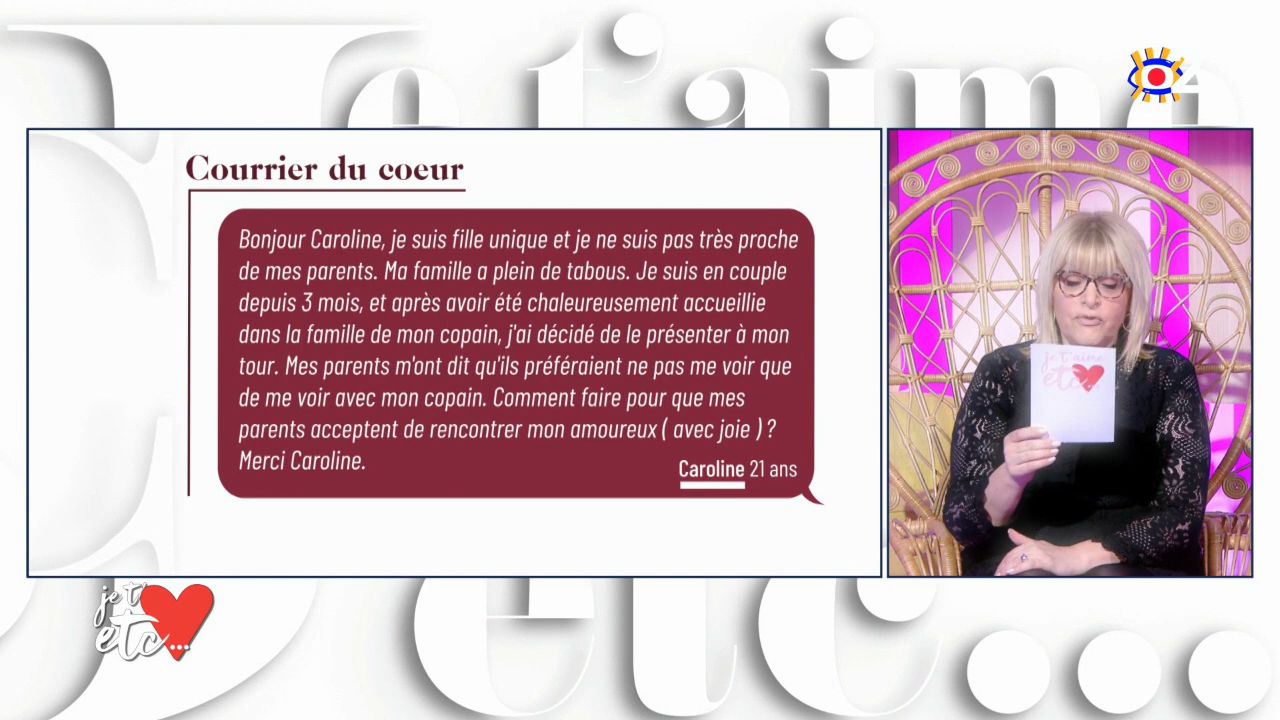 Je t'aime
2
Courrier du coeur
Bonjour Caroline, je suis fille unique et je ne suis pas très proche
de mes parents. Ma famille a plein de tabous. Je suis en couple
depuis 3 mois, et après avoir été chaleureusement accueillie
dans la famille de mon copain, j'ai décidé de le présenter à mon
tour. Mes parents m'ont dit qu'ils préféraient ne pas me voir que
de me voir avec mon copain. Comment faire pour que mes
parents acceptent de rencontrer mon amoureux ( avec joie ) ?
Merci Caroline.
Caroline 21 ans
je t'aime
etc...
je t'
etc...
etc...